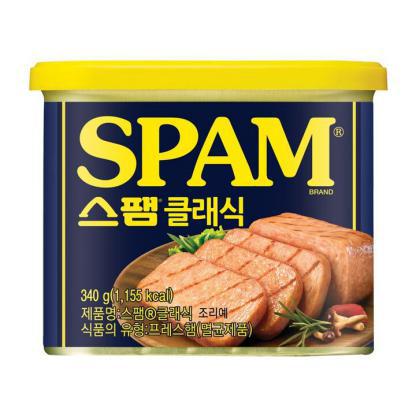 SPAM®
BRAND
스팸® 클래식
340 g(1,155 kcal)
제품명:스팸®클래식 조리예
식품의 유형:프레스햄(멸균제품)